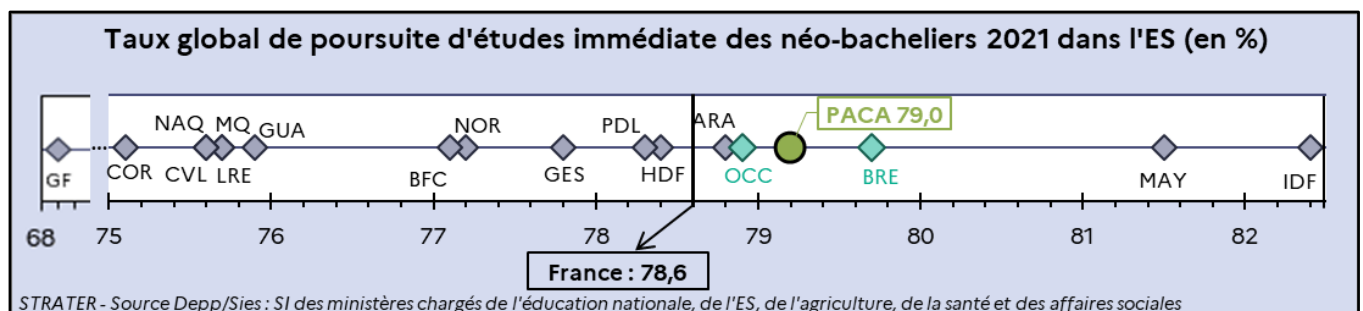 Taux global de poursuite d'études immédiate des néo-bacheliers 2021 dans l'ES (en %)
NAQ MQ GUA NOR PDL ARA PACA 79,0
GF ... COR CVL LRE BFC GES HDF OCC BRE MAY IDF
68 75 76 77 78 79 80 81 82
France : 78,6
STRATER - Source Depp/Sies : SI des ministères chargés de l'éducation nationale, de l'ES, de l'agriculture, de la santé et des affaires sociales